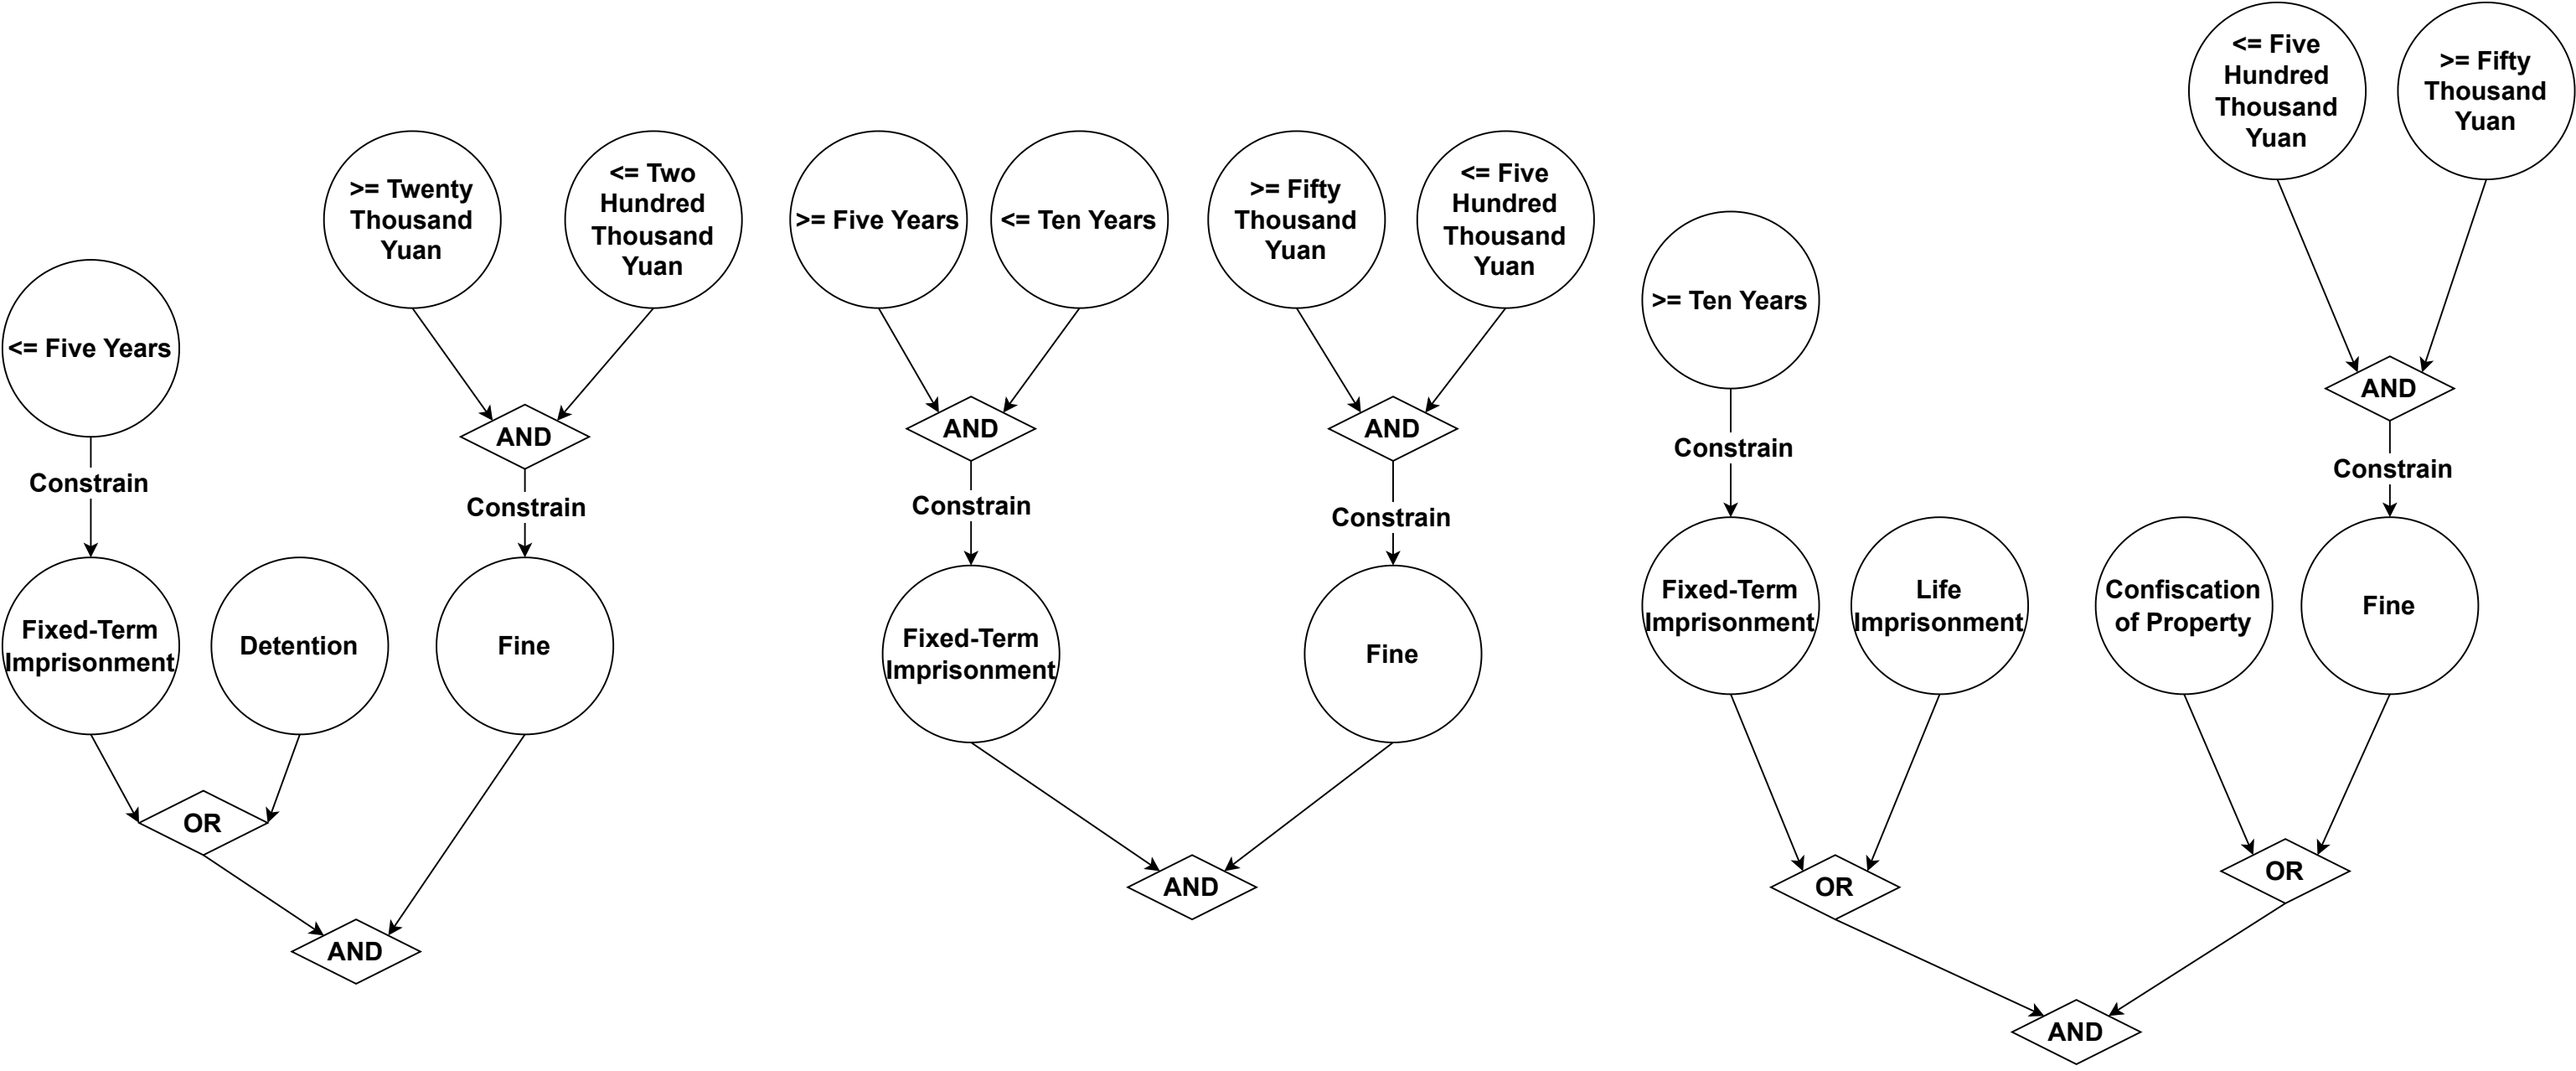 <= Five Years
Constrain
Fixed-Term
Imprisonment
Detention
OR
>= Twenty
Thousand
Yuan
<= Two
Hundred
Thousand
Yuan
AND
Constrain
Fine
AND
>= Five Years
<= Ten Years
AND
Constrain
Fixed-Term
Imprisonment
>= Fifty
Thousand
Yuan
<= Five
Hundred
Thousand
Yuan
AND
Constrain
Fine
AND
>= Ten Years
Constrain
Fixed-Term
Imprisonment
Life
Imprisonment
OR
<= Five
Hundred
Thousand
Yuan
>= Fifty
Thousand
Yuan
AND
Constrain
Confiscation
of Property
Fine
OR
AND